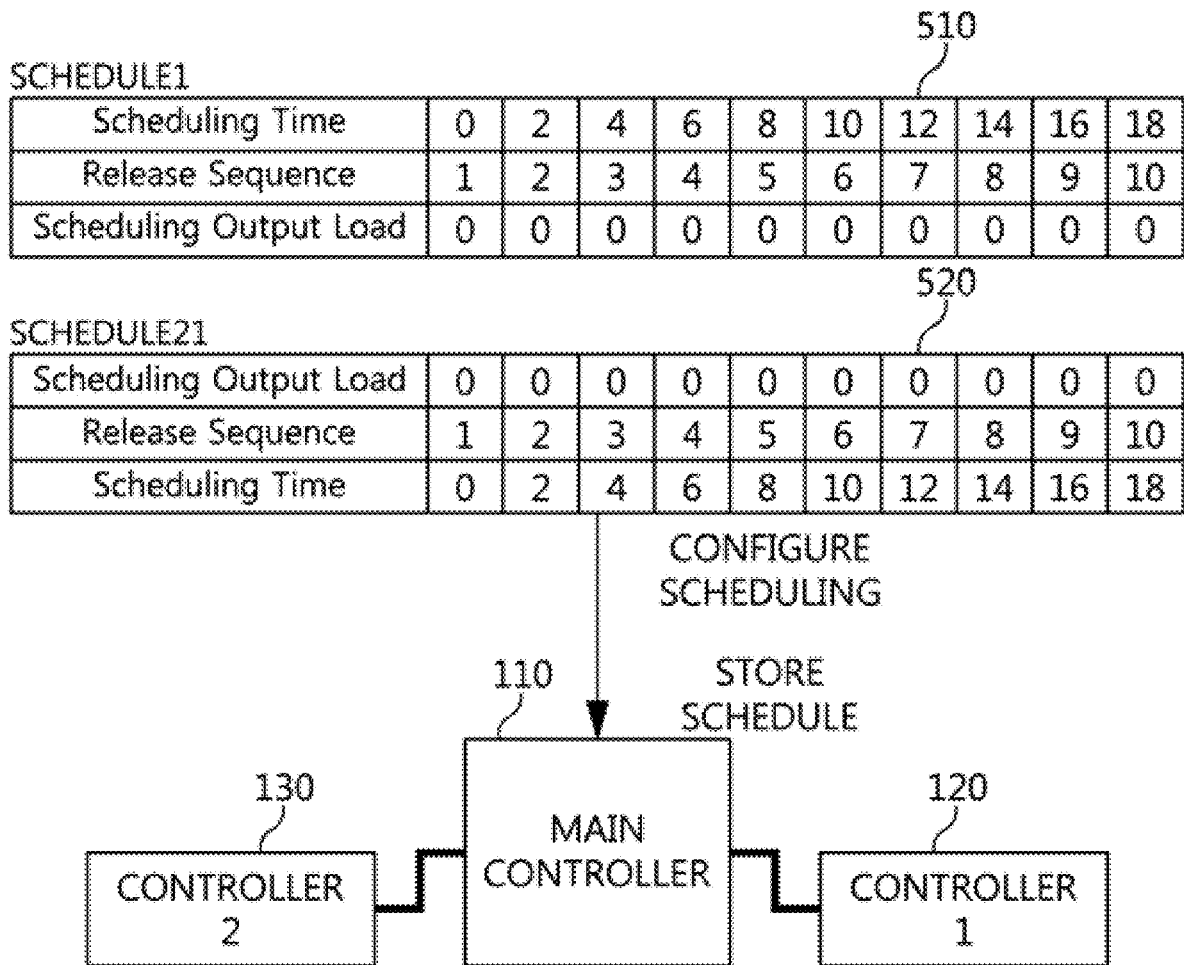 510
SCHEDULE1
Scheduling Time 0 2 4 6 8 10 12 14 16 18
Release Sequence 1 2 3 4 5 6 7 8 9 10
Scheduling Output Load 0 0 0 0 0 0 0 0 0 0
520
SCHEDULE21
Scheduling Output Load 0 0 0 0 0 0 0 0 0 0
Release Sequence 1 2 3 4 5 6 7 8 9 10
Scheduling Time 0 2 4 6 8 10 12 14 16 18
CONFIGURE
SCHEDULING
STORE
SCHEDULE
110
130
120
MAIN
CONTROLLER
CONTROLLER
2
CONTROLLER
1